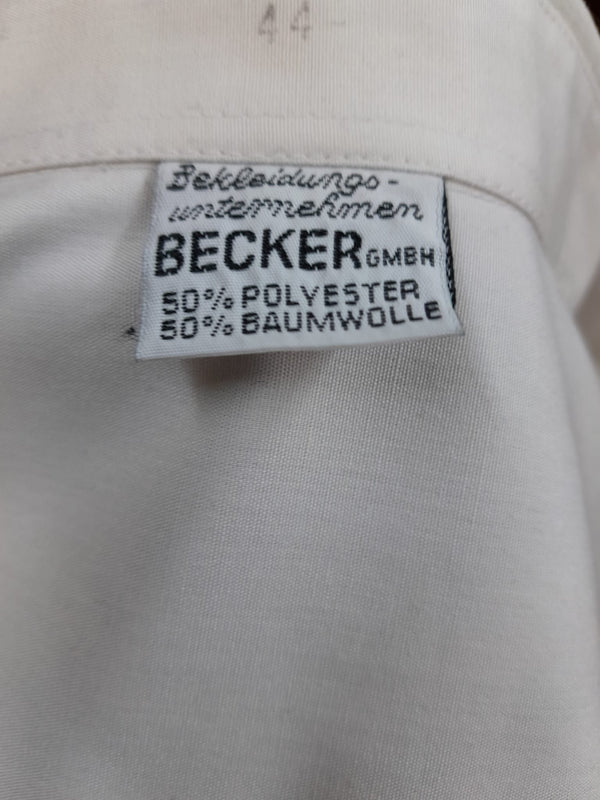 44-
Bekleidungs-
unternehmen
BECKER GMBH
50% POLYESTER
50% BAUMWOLLE